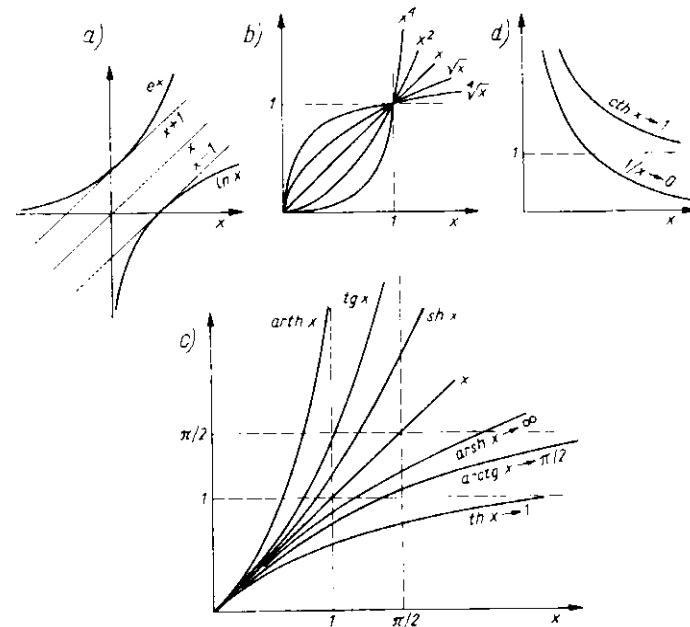 a)
e^x
x+1
x
x−1
ln x
x
b)
x^4
x^2
x
√x
⁴√x
1
1
x
d)
cth x → 1
1
1/x → 0
x
c)
arth x
tg x
sh x
x
π/2
arsh x → ∞
arctg x → π/2
1
th x → 1
1
π/2
x